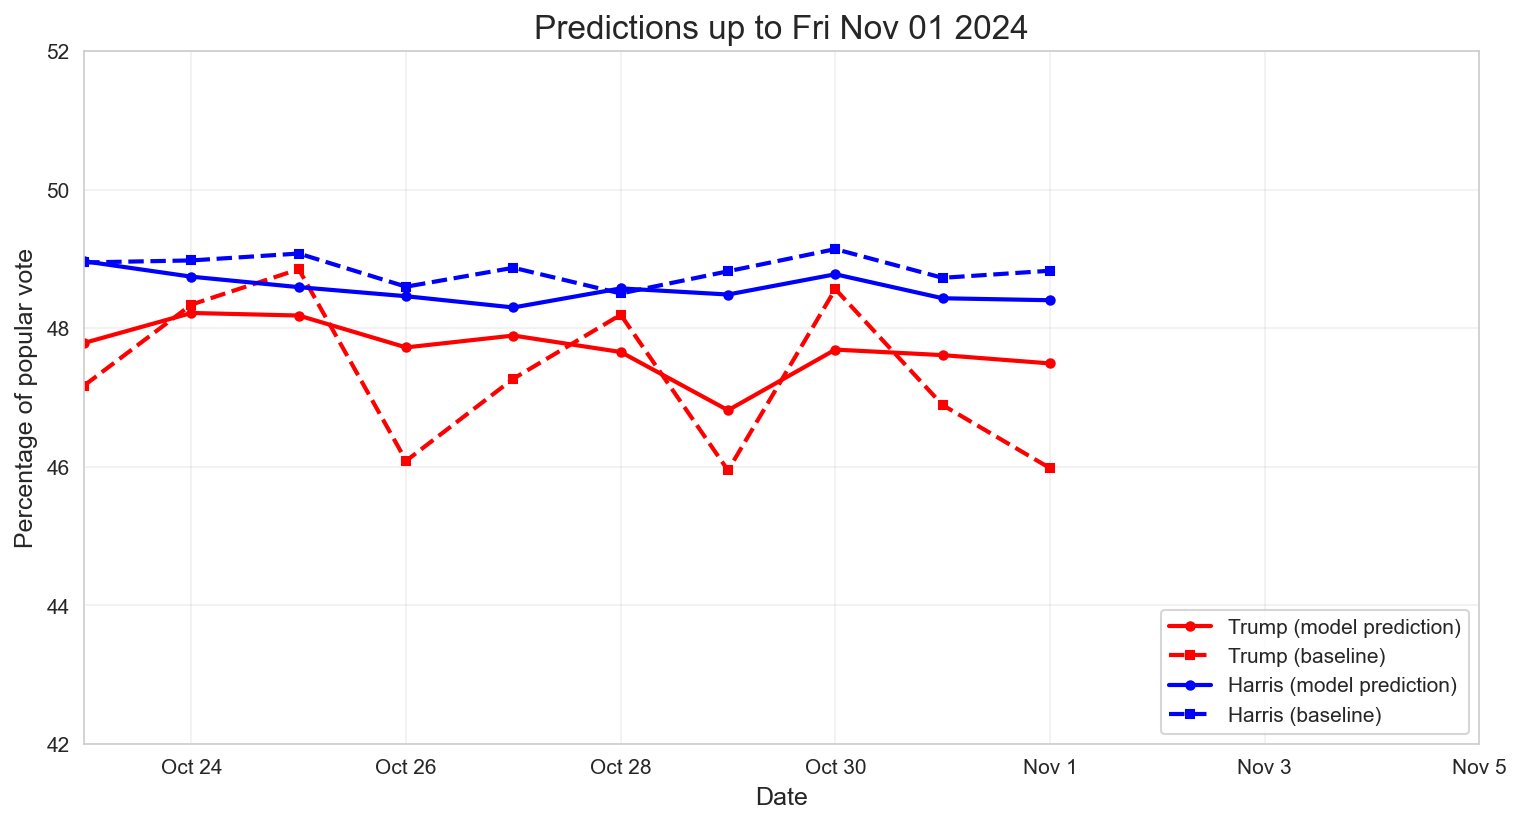 Predictions up to Fri Nov 01 2024
Percentage of popular vote
52
50
48
46
44
42
Oct 24
Oct 26
Oct 28
Oct 30
Nov 1
Nov 3
Nov 5
Date
Trump (model prediction)
Trump (baseline)
Harris (model prediction)
Harris (baseline)